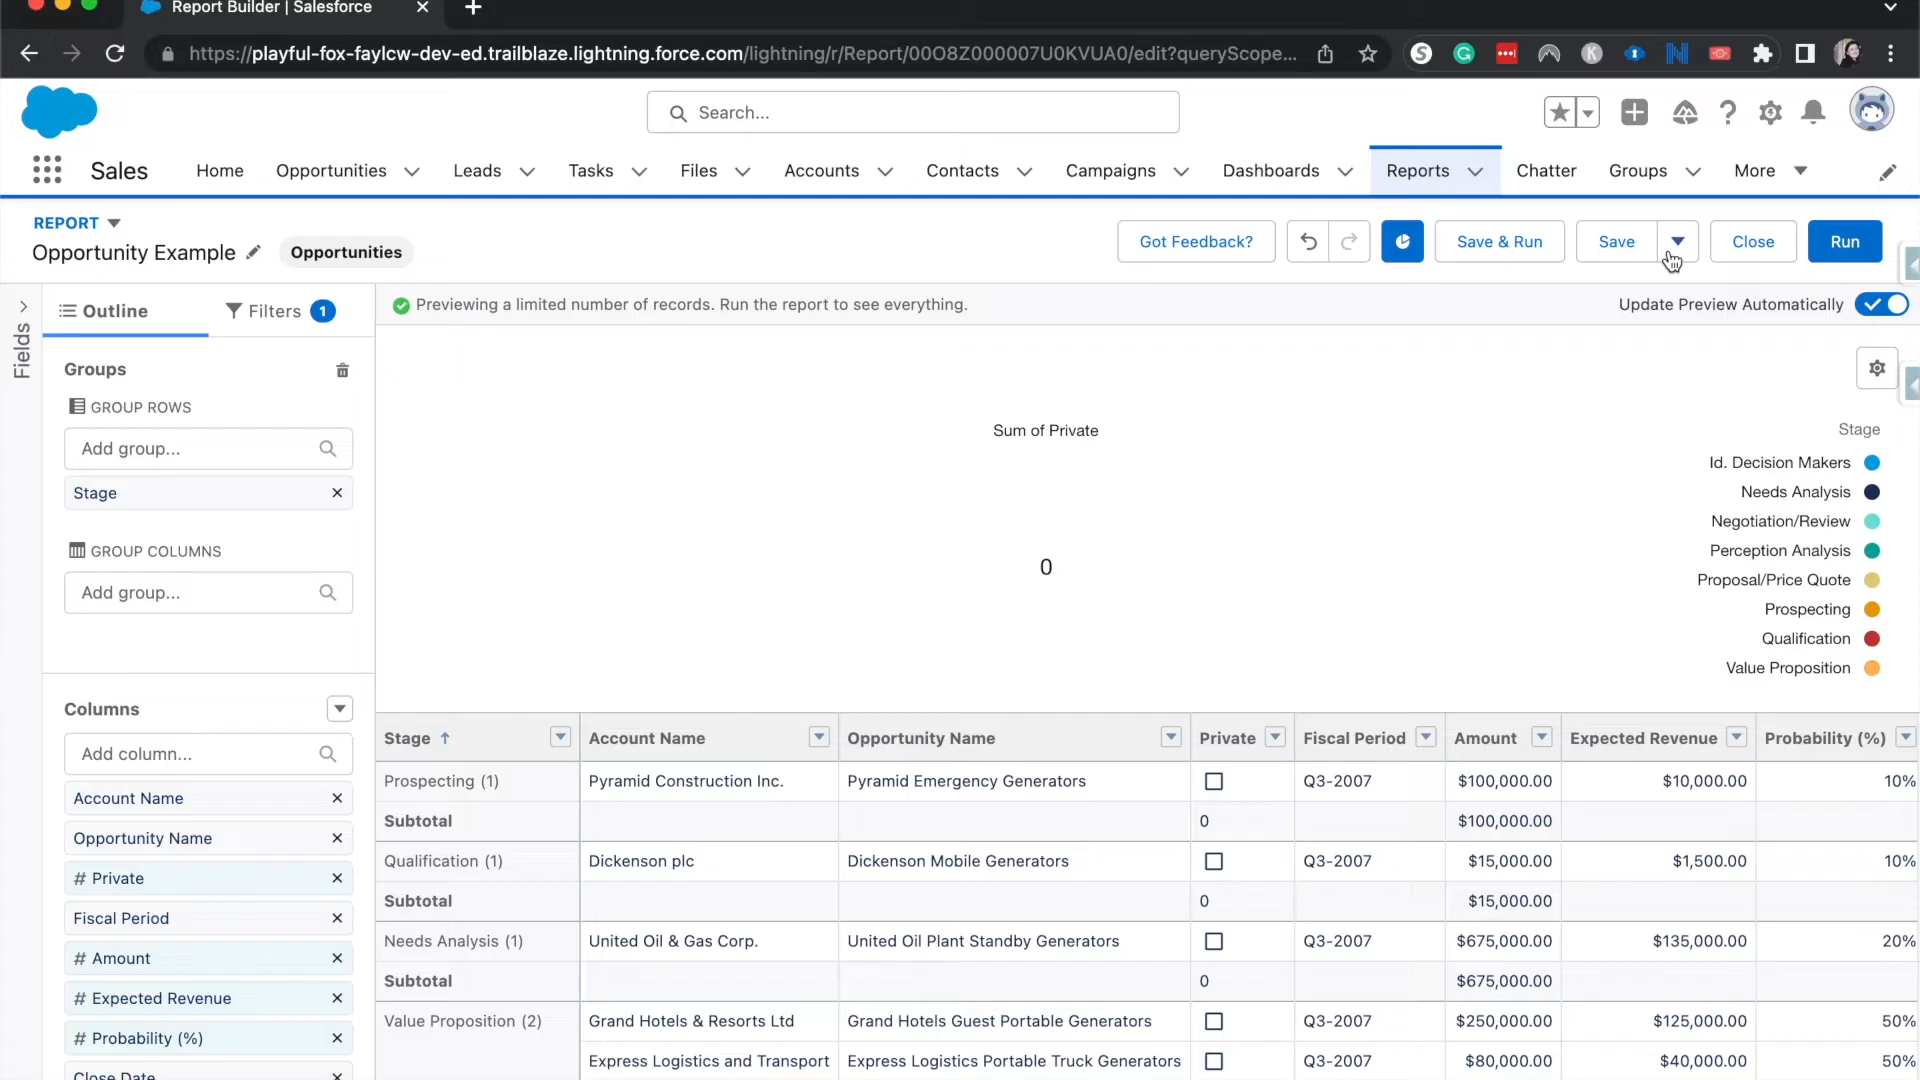 Report Builder | Salesforce
https://playful-fox-faylcw-dev-ed.trailblaze.lightning.force.com/lightning/r/Report/00O8Z000007U0KVUA0/edit?queryScope...
Search...
Sales
Home
Opportunities
Leads
Tasks
Files
Accounts
Contacts
Campaigns
Dashboards
Reports
Chatter
Groups
More
REPORT
Opportunity Example
Opportunities
Got Feedback?
Save & Run
Save
Close
Run
Fields
Outline
Filters 1
Previewing a limited number of records. Run the report to see everything.
Update Preview Automatically
Groups
GROUP ROWS
Add group...
Stage
GROUP COLUMNS
Add group...
Columns
Add column...
Account Name
Opportunity Name
# Private
Fiscal Period
# Amount
# Expected Revenue
# Probability (%)
Close Date
Sum of Private
0
Stage
Id. Decision Makers
Needs Analysis
Negotiation/Review
Perception Analysis
Proposal/Price Quote
Prospecting
Qualification
Value Proposition
Stage ↑ Account Name Opportunity Name Private Fiscal Period Amount Expected Revenue Probability (%)
Prospecting (1) Pyramid Construction Inc. Pyramid Emergency Generators Q3-2007 $100,000.00 $10,000.00 10%
Subtotal 0 $100,000.00
Qualification (1) Dickenson plc Dickenson Mobile Generators Q3-2007 $15,000.00 $1,500.00 10%
Subtotal 0 $15,000.00
Needs Analysis (1) United Oil & Gas Corp. United Oil Plant Standby Generators Q3-2007 $675,000.00 $135,000.00 20%
Subtotal 0 $675,000.00
Value Proposition (2) Grand Hotels & Resorts Ltd Grand Hotels Guest Portable Generators Q3-2007 $250,000.00 $125,000.00 50%
Express Logistics and Transport Express Logistics Portable Truck Generators Q3-2007 $80,000.00 $40,000.00 50%